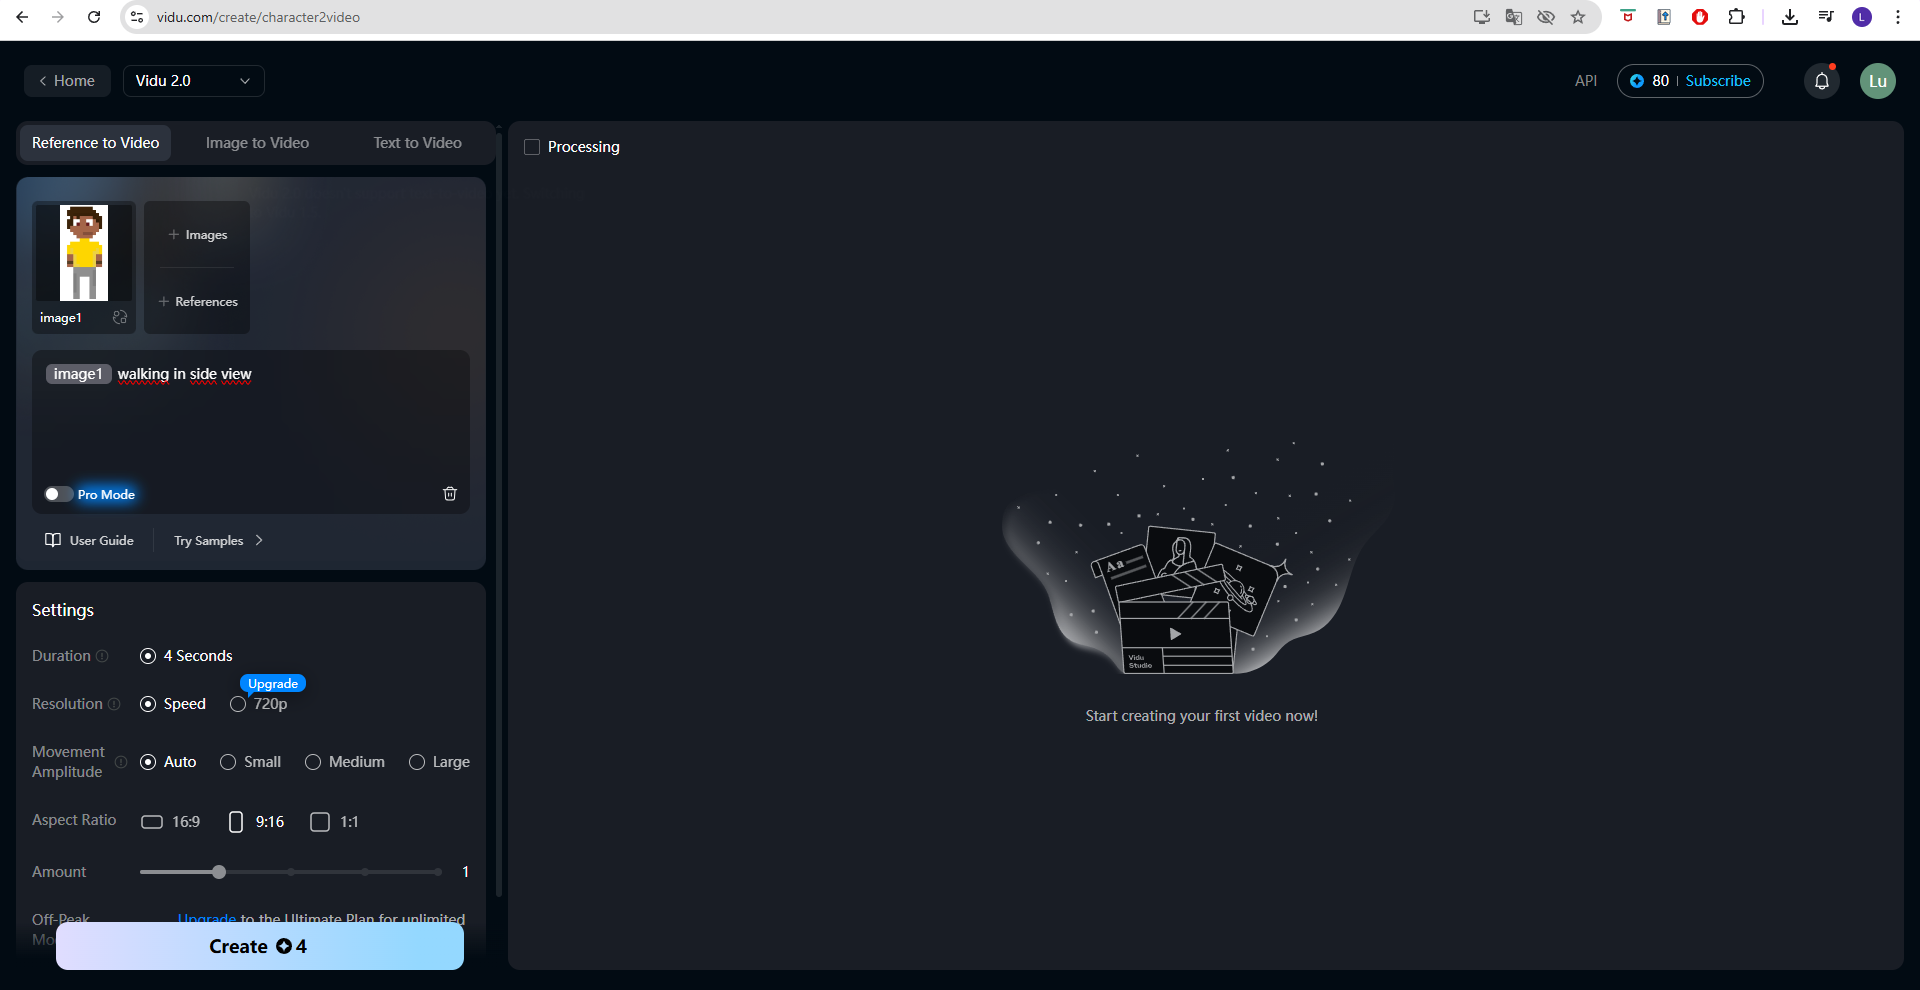 vidu.com/create/character2video
L
Home
Vidu 2.0
API
80
Subscribe
Lu
Reference to Video
Image to Video
Text to Video
Processing
+ Images
+ References
image1
image1 walking in side view
Pro Mode
User Guide
Try Samples
Aa
Vidu
Studio
Start creating your first video now!
Settings
Duration
4 Seconds
Upgrade
Resolution
Speed
720p
Movement
Amplitude
Auto
Small
Medium
Large
Aspect Ratio
16:9
9:16
1:1
Amount
1
Off-Peak
Upgrade to the Ultimate Plan for unlimited
Create 4